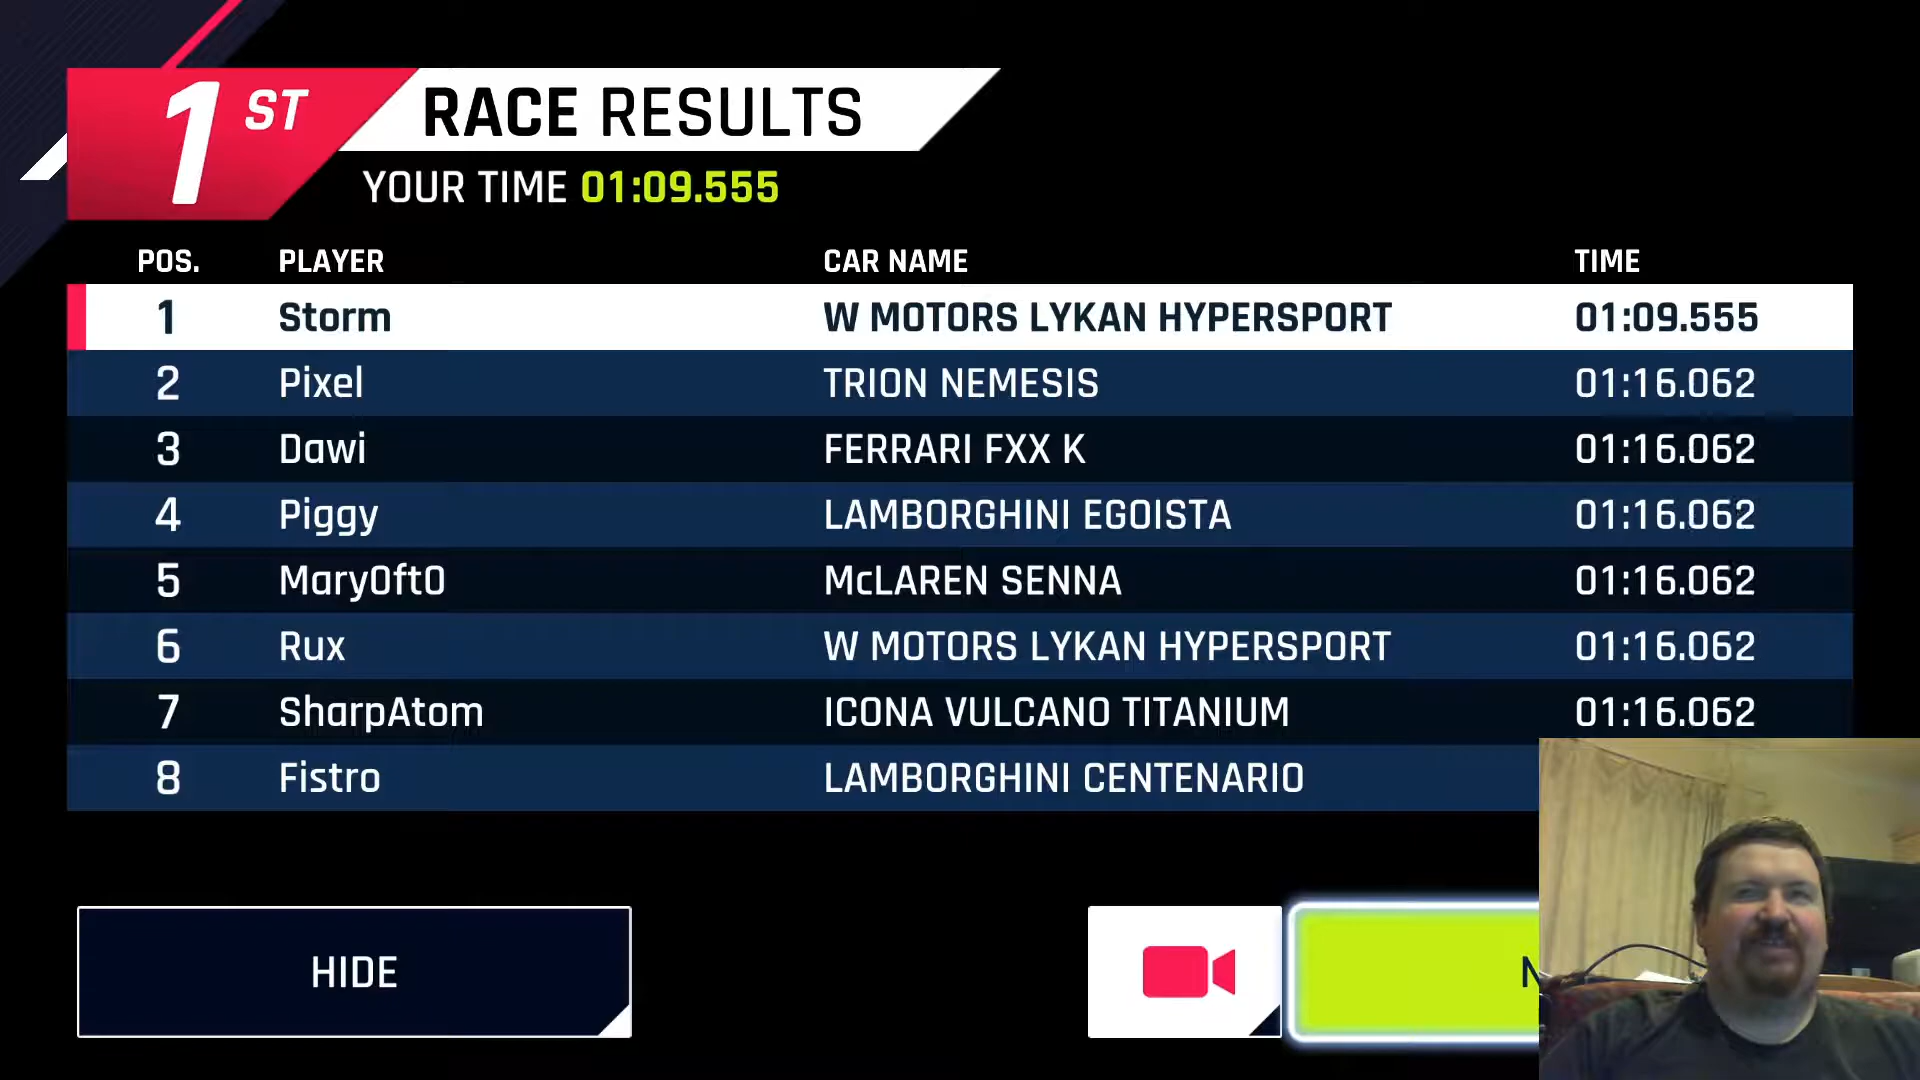 1 ST
RACE RESULTS
YOUR TIME 01:09.555
POS. PLAYER CAR NAME TIME
1 Storm W MOTORS LYKAN HYPERSPORT 01:09.555
2 Pixel TRION NEMESIS 01:16.062
3 Dawi FERRARI FXX K 01:16.062
4 Piggy LAMBORGHINI EGOISTA 01:16.062
5 MaryOftO McLAREN SENNA 01:16.062
6 Rux W MOTORS LYKAN HYPERSPORT 01:16.062
7 SharpAtom ICONA VULCANO TITANIUM 01:16.062
8 Fistro LAMBORGHINI CENTENARIO
HIDE